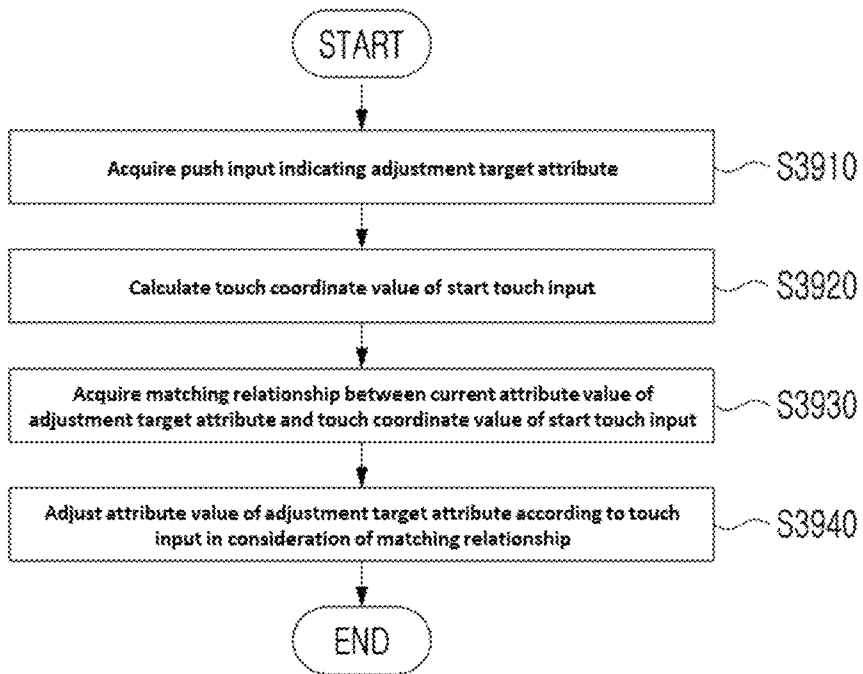 START
Acquire push input indicating adjustment target attribute
S3910
Calculate touch coordinate value of start touch input
S3920
Acquire matching relationship between current attribute value of
adjustment target attribute and touch coordinate value of start touch input
S3930
Adjust attribute value of adjustment target attribute according to touch
input in consideration of matching relationship
S3940
END